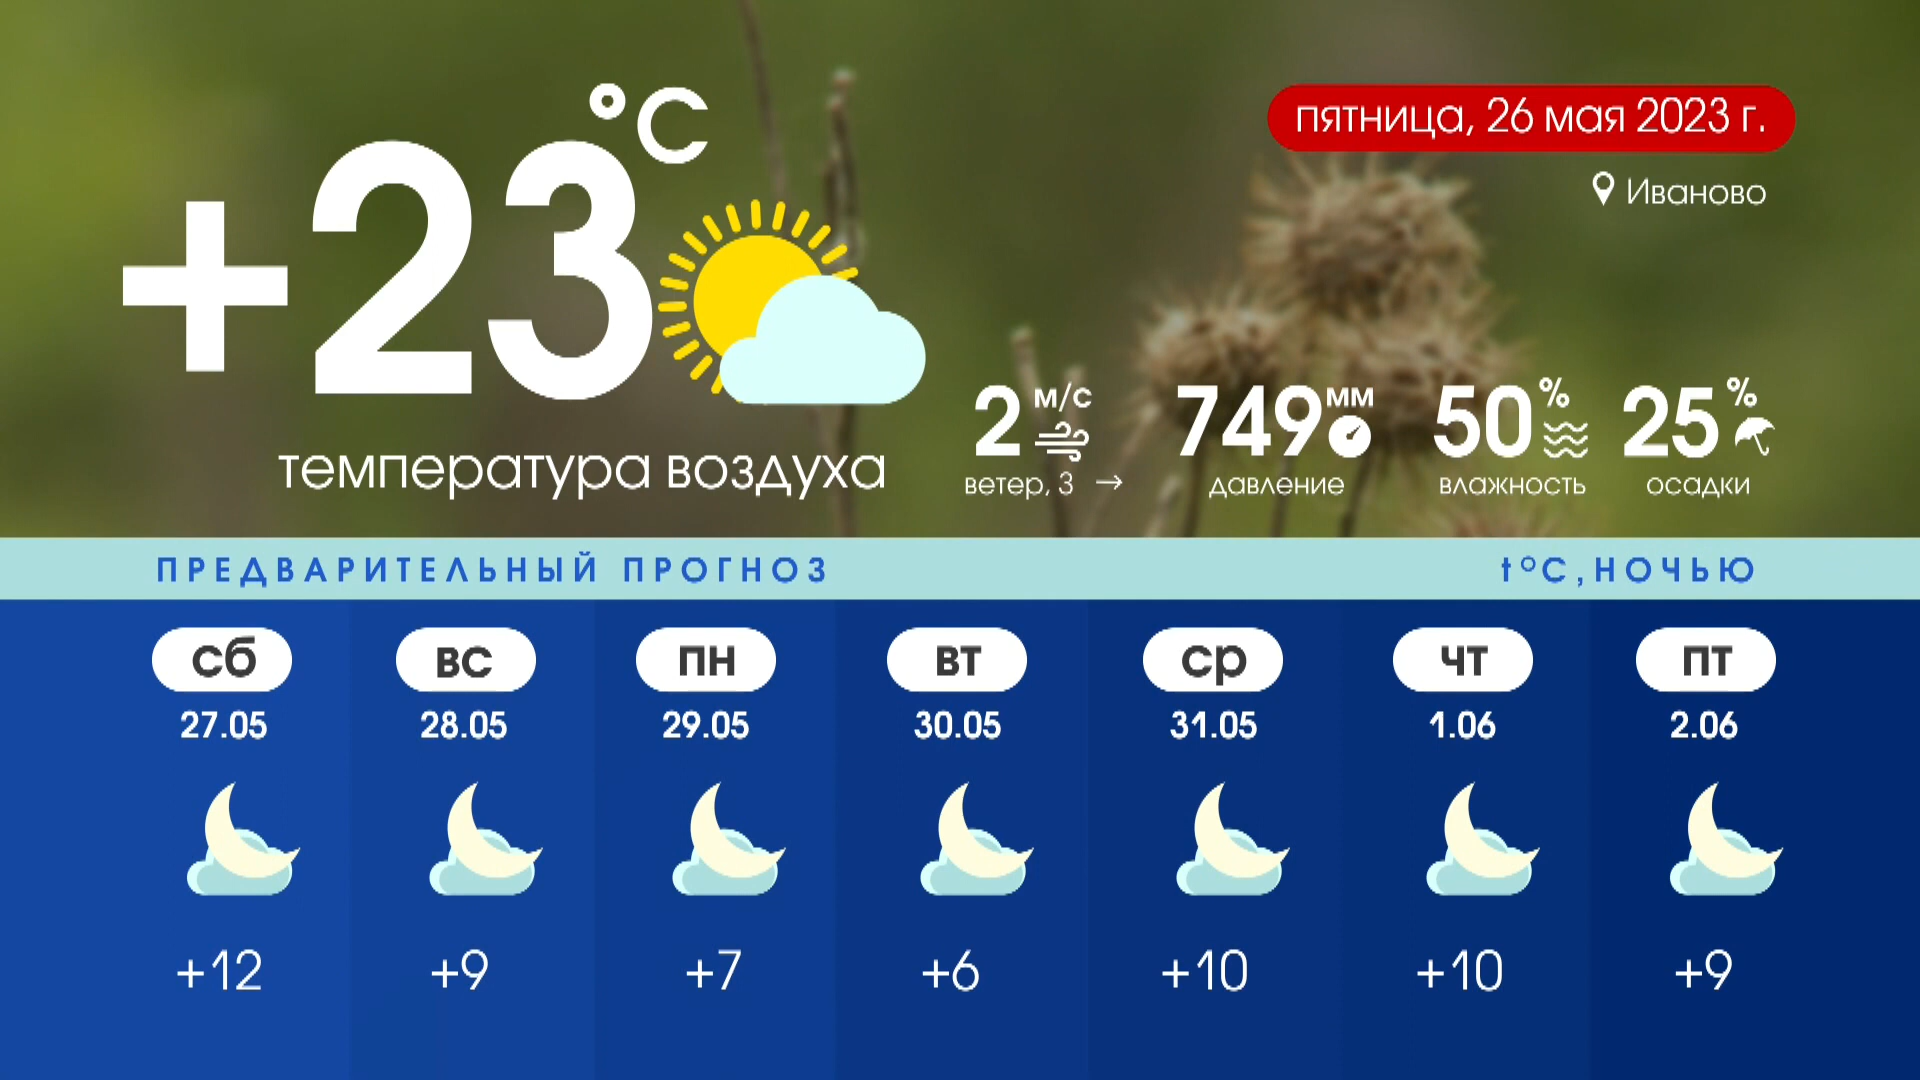 +23°C
температура воздуха
пятница, 26 мая 2023 г.
Иваново
2 м/с
ветер, З →
749 мм
давление
50 %
влажность
25 %
осадки
ПРЕДВАРИТЕЛЬНЫЙ ПРОГНОЗ
t°C, НОЧЬЮ
сб вс пн вт ср чт пт
27.05 28.05 29.05 30.05 31.05 1.06 2.06
+12 +9 +7 +6 +10 +10 +9